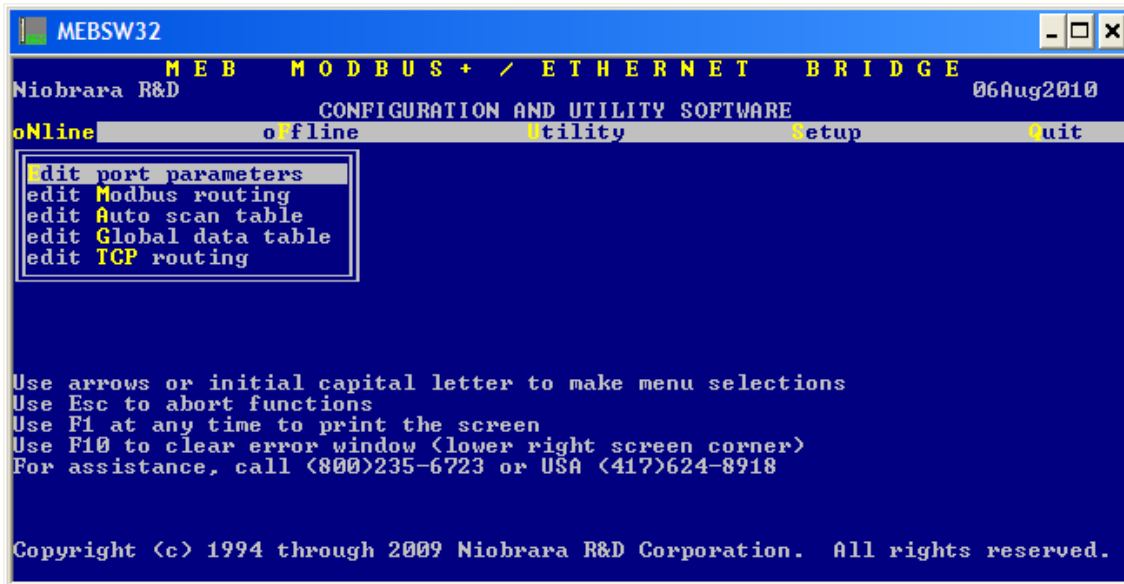 MEBSW32
M E B   M O D B U S + / E T H E R N E T   B R I D G E
Niobrara R&D 06Aug2010
CONFIGURATION AND UTILITY SOFTWARE
oNline oFfline Utility Setup Quit
Edit port parameters
edit Modbus routing
edit Auto scan table
edit Global data table
edit TCP routing
Use arrows or initial capital letter to make menu selections
Use Esc to abort functions
Use F1 at any time to print the screen
Use F10 to clear error window (lower right screen corner)
For assistance, call (800)235-6723 or USA (417)624-8918
Copyright (c) 1994 through 2009 Niobrara R&D Corporation.  All rights reserved.